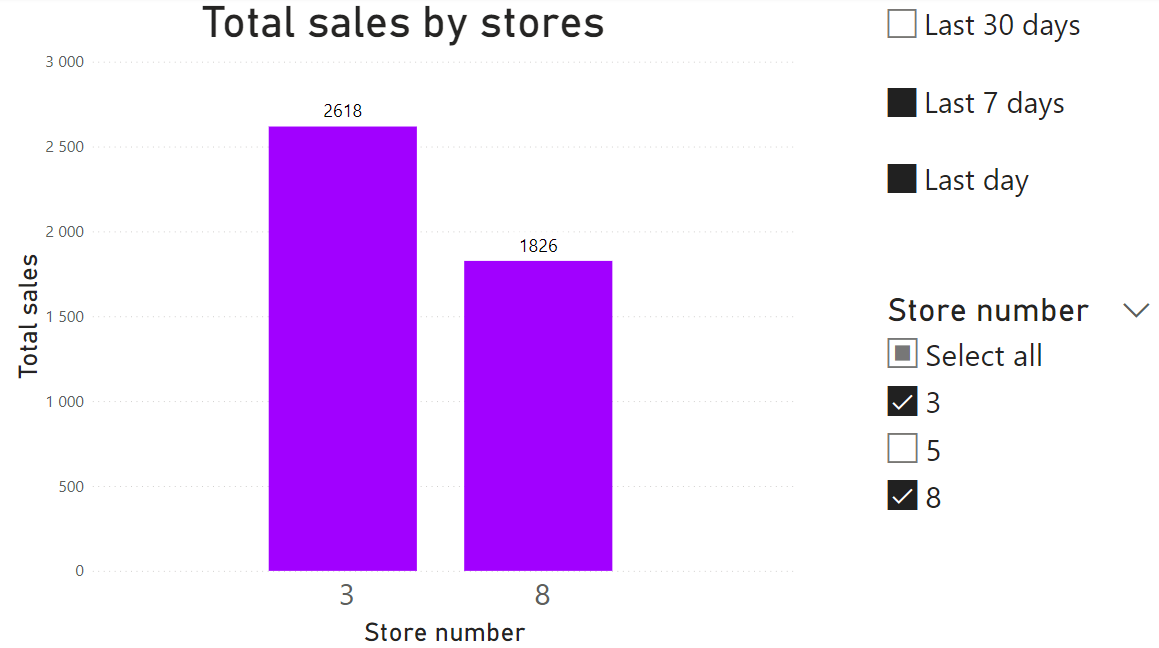 Total sales by stores
3 000
2618
2 500
2 000
1826
1 500
1 000
500
0
Total sales
3
8
Store number
Last 30 days
Last 7 days
Last day
Store number
Select all
3
5
8